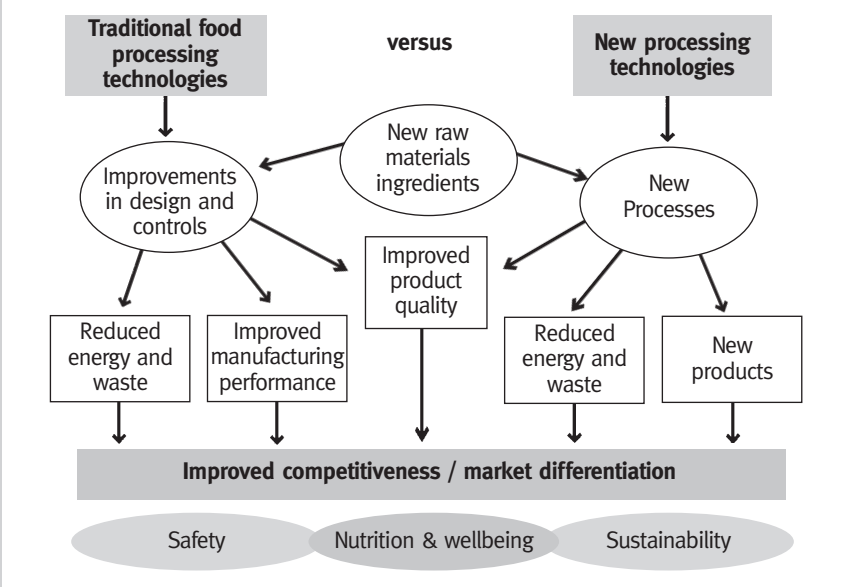 Traditional food
processing
technologies
versus
New processing
technologies
New raw
materials
ingredients
Improvements
in design and
controls
New
Processes
Improved
product
quality
Reduced
energy and
waste
Improved
manufacturing
performance
Reduced
energy and
waste
New
products
Improved competitiveness / market differentiation
Safety
Nutrition & wellbeing
Sustainability